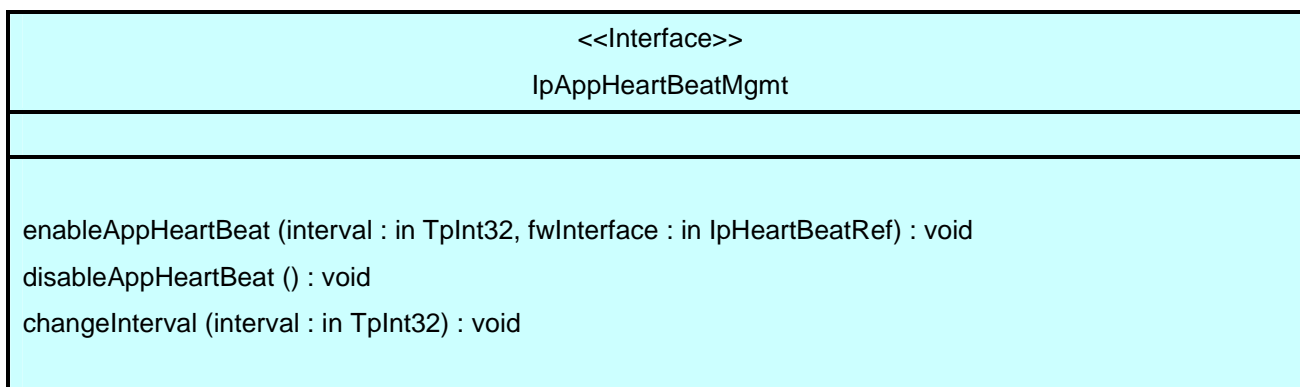 <<Interface>>
IpAppHeartBeatMgmt
enableAppHeartBeat (interval : in TpInt32, fwInterface : in IpHeartBeatRef) : void
disableAppHeartBeat () : void
changeInterval (interval : in TpInt32) : void